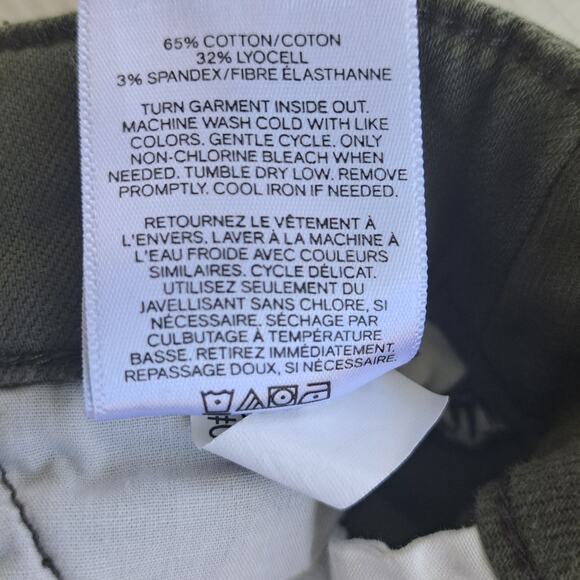 65% COTTON/COTON
32% LYOCELL
3% SPANDEX/FIBRE ÉLASTHANNE
TURN GARMENT INSIDE OUT.
MACHINE WASH COLD WITH LIKE
COLORS. GENTLE CYCLE. ONLY
NON-CHLORINE BLEACH WHEN
NEEDED. TUMBLE DRY LOW. REMOVE
PROMPTLY. COOL IRON IF NEEDED.
RETOURNEZ LE VÊTEMENT À
L'ENVERS. LAVER À LA MACHINE À
L'EAU FROIDE AVEC COULEURS
SIMILAIRES. CYCLE DÉLICAT.
UTILISEZ SEULEMENT DU
JAVELLISANT SANS CHLORE, SI
NÉCESSAIRE. SÉCHAGE PAR
CULBUTAGE À TEMPÉRATURE
BASSE. RETIREZ IMMÉDIATEMENT.
REPASSAGE DOUX, SI NÉCESSAIRE.